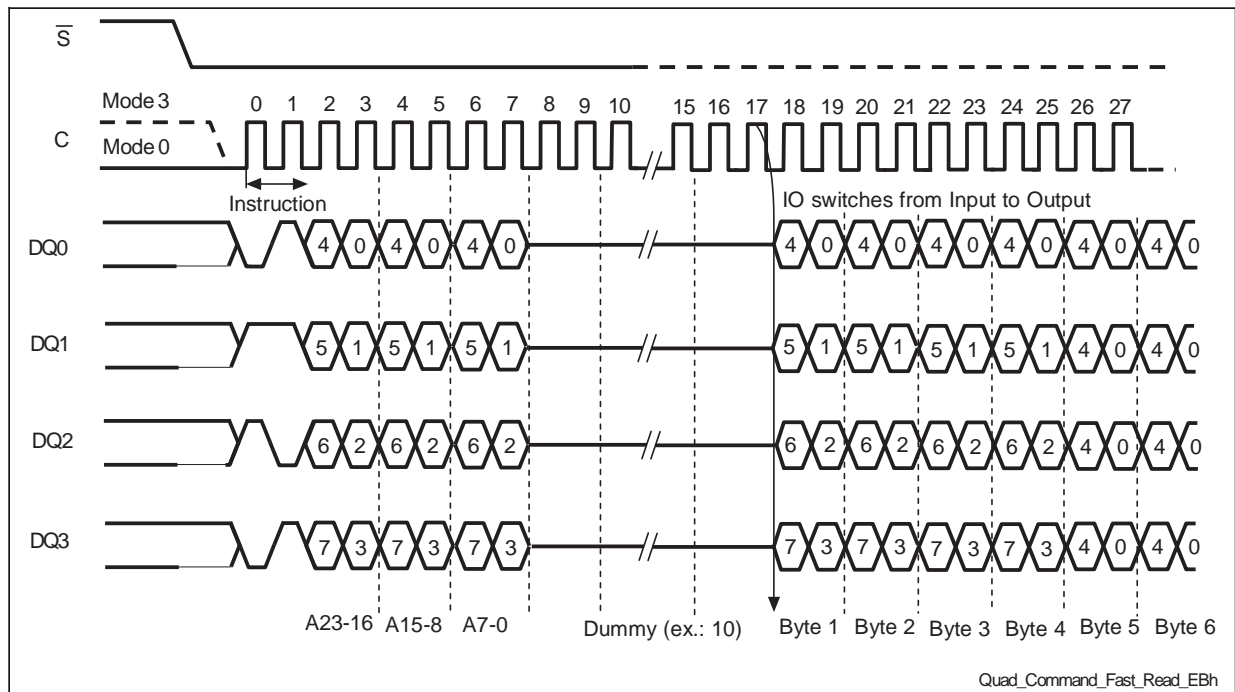 S
Mode 3
0 1 2 3 4 5 6 7 8 9 10 15 16 17 18 19 20 21 22 23 24 25 26 27
C
Mode 0
Instruction
IO switches from Input to Output
DQ0 4 0 4 0 4 0 4 0 4 0 4 0 4 0 4 0 4 0
DQ1 5 1 5 1 5 1 5 1 5 1 5 1 5 1 4 0 4 0
DQ2 6 2 6 2 6 2 6 2 6 2 6 2 6 2 4 0 4 0
DQ3 7 3 7 3 7 3 7 3 7 3 7 3 7 3 4 0 4 0
A23-16 A15-8 A7-0 Dummy (ex.: 10) Byte 1 Byte 2 Byte 3 Byte 4 Byte 5 Byte 6
Quad_Command_Fast_Read_EBh